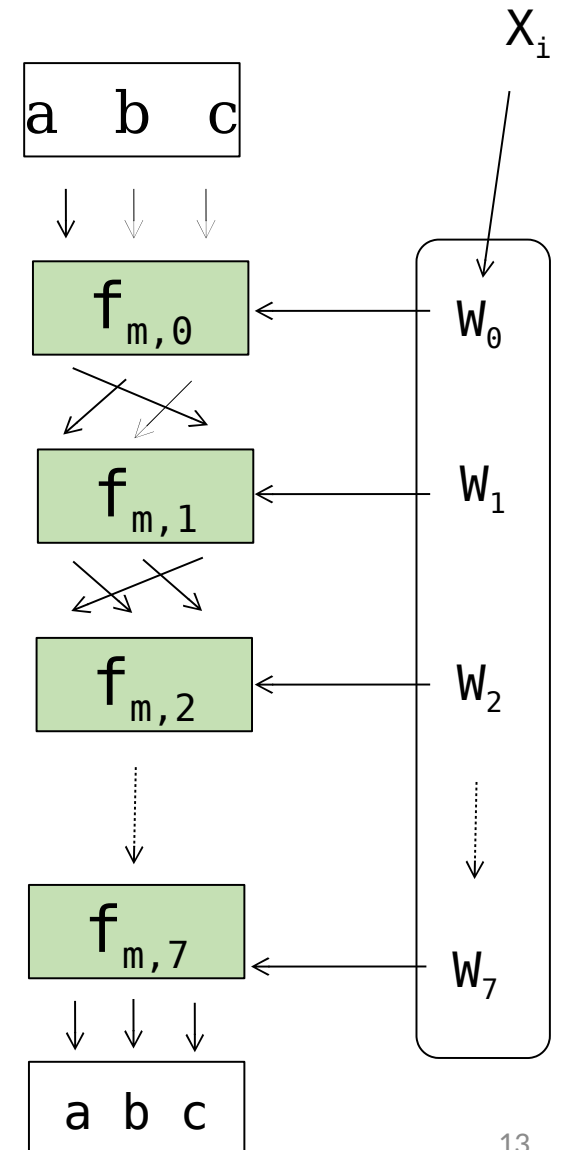 Xᵢ
a b c
fₘ,₀
W₀
fₘ,₁
W₁
fₘ,₂
W₂
fₘ,₇
W₇
a b c
13